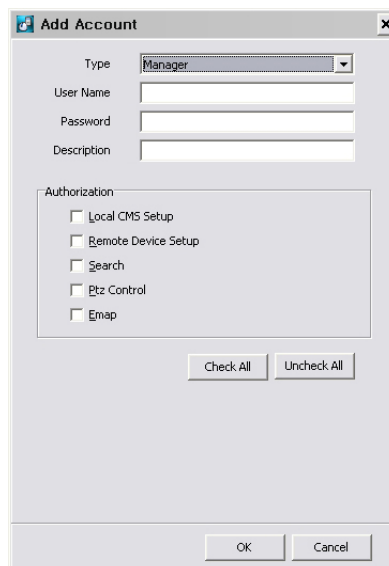 Add Account
Type Manager
User Name
Password
Description
Authorization
Local CMS Setup
Remote Device Setup
Search
Ptz Control
Emap
Check All Uncheck All
OK Cancel